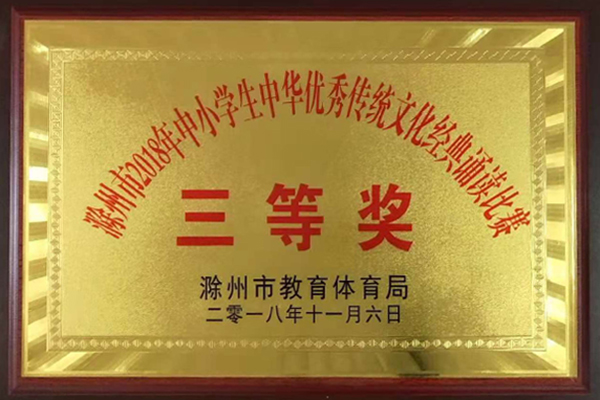 滁州市2018年中小学生中华优秀传统文化经典诵读比赛
三等奖
滁州市教育体育局
二零一八年十一月六日